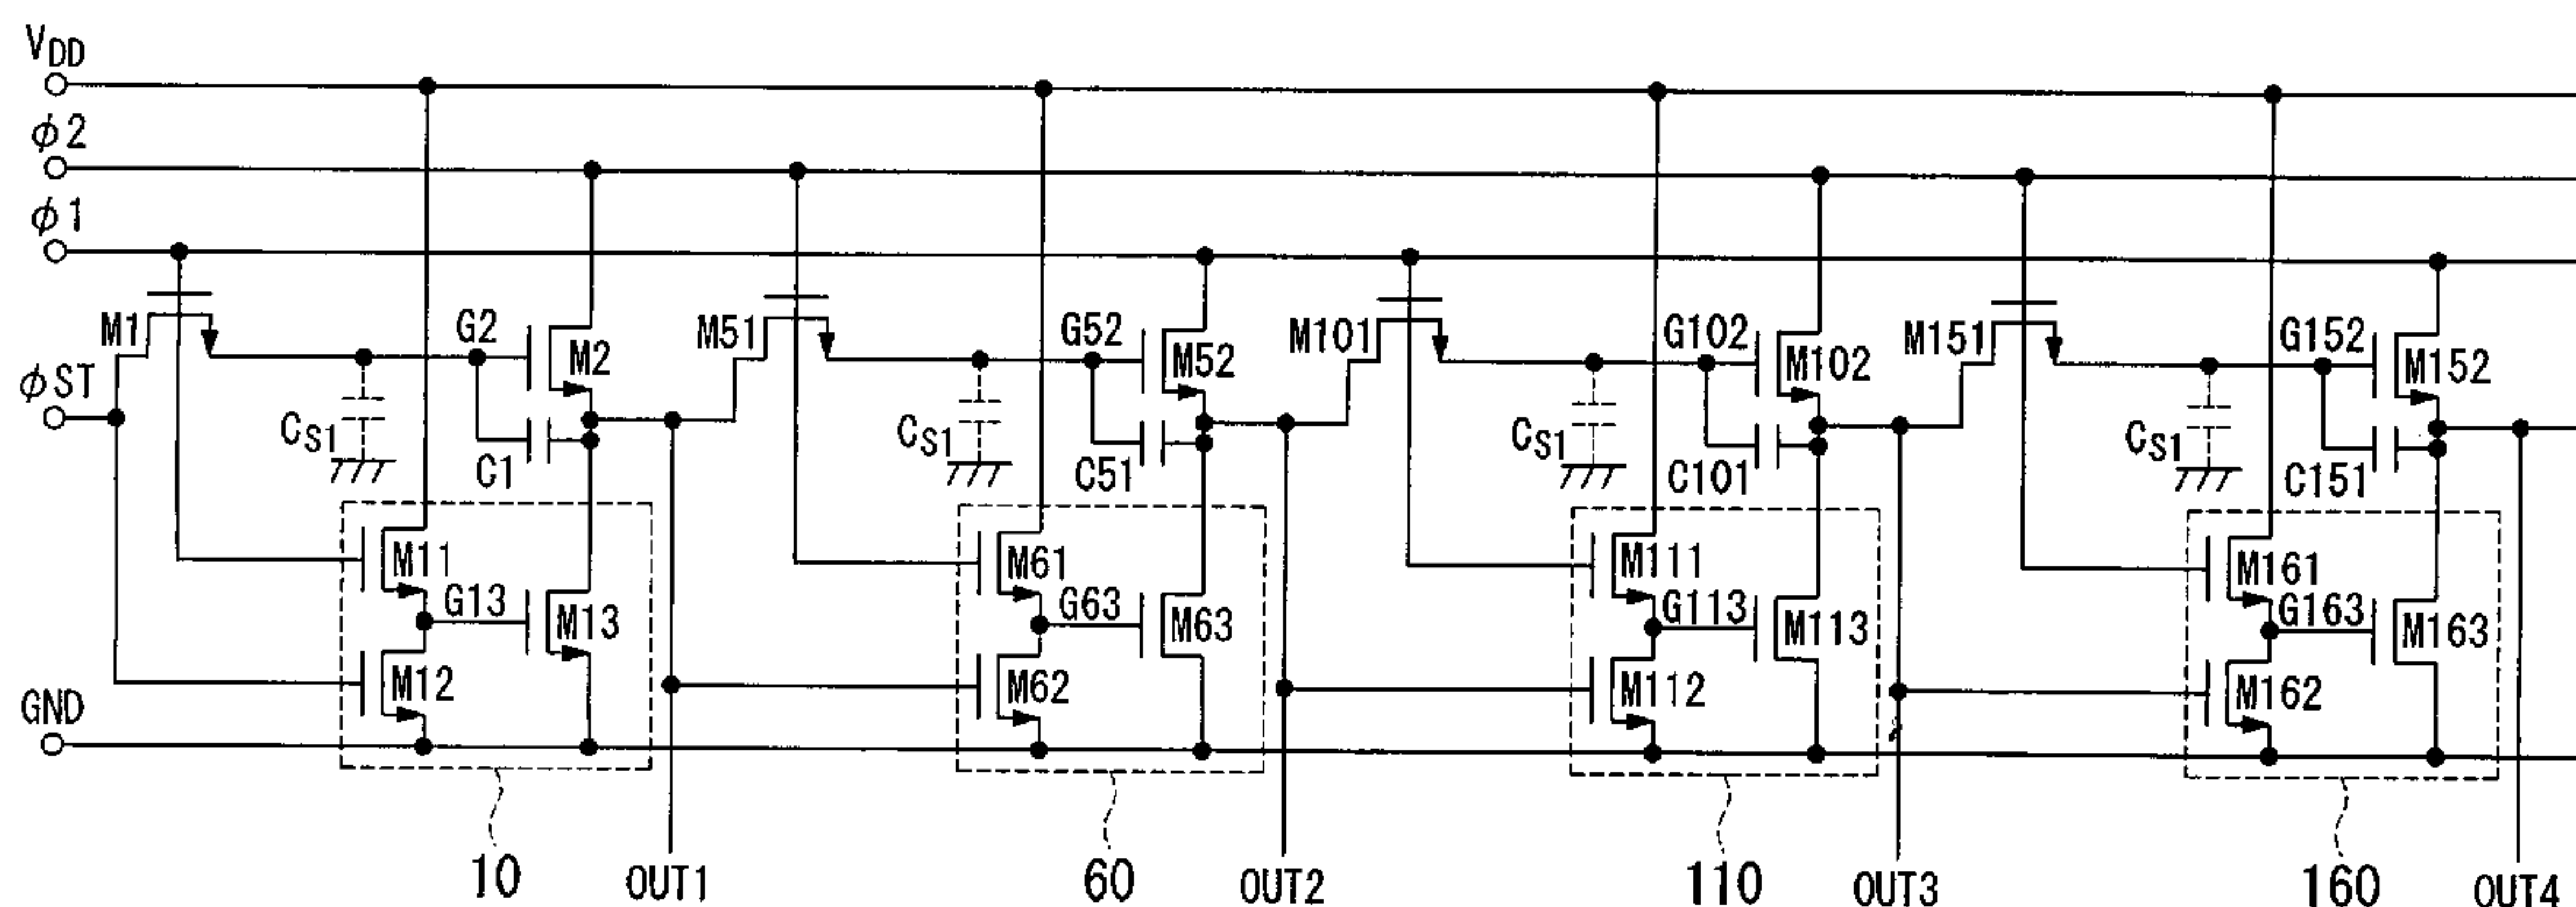 VDD
φ2
φ1
M1
G2
M2
M51
G52
M52
M101
G102
M102
M151
G152
M152
φST
CS1
C1
CS1
C51
CS1
C101
CS1
C151
M11
G13
M13
M61
G63
M63
M111
G113
M113
M161
G163
M163
M12
M62
M112
M162
GND
10
OUT1
60
OUT2
110
OUT3
160
OUT4